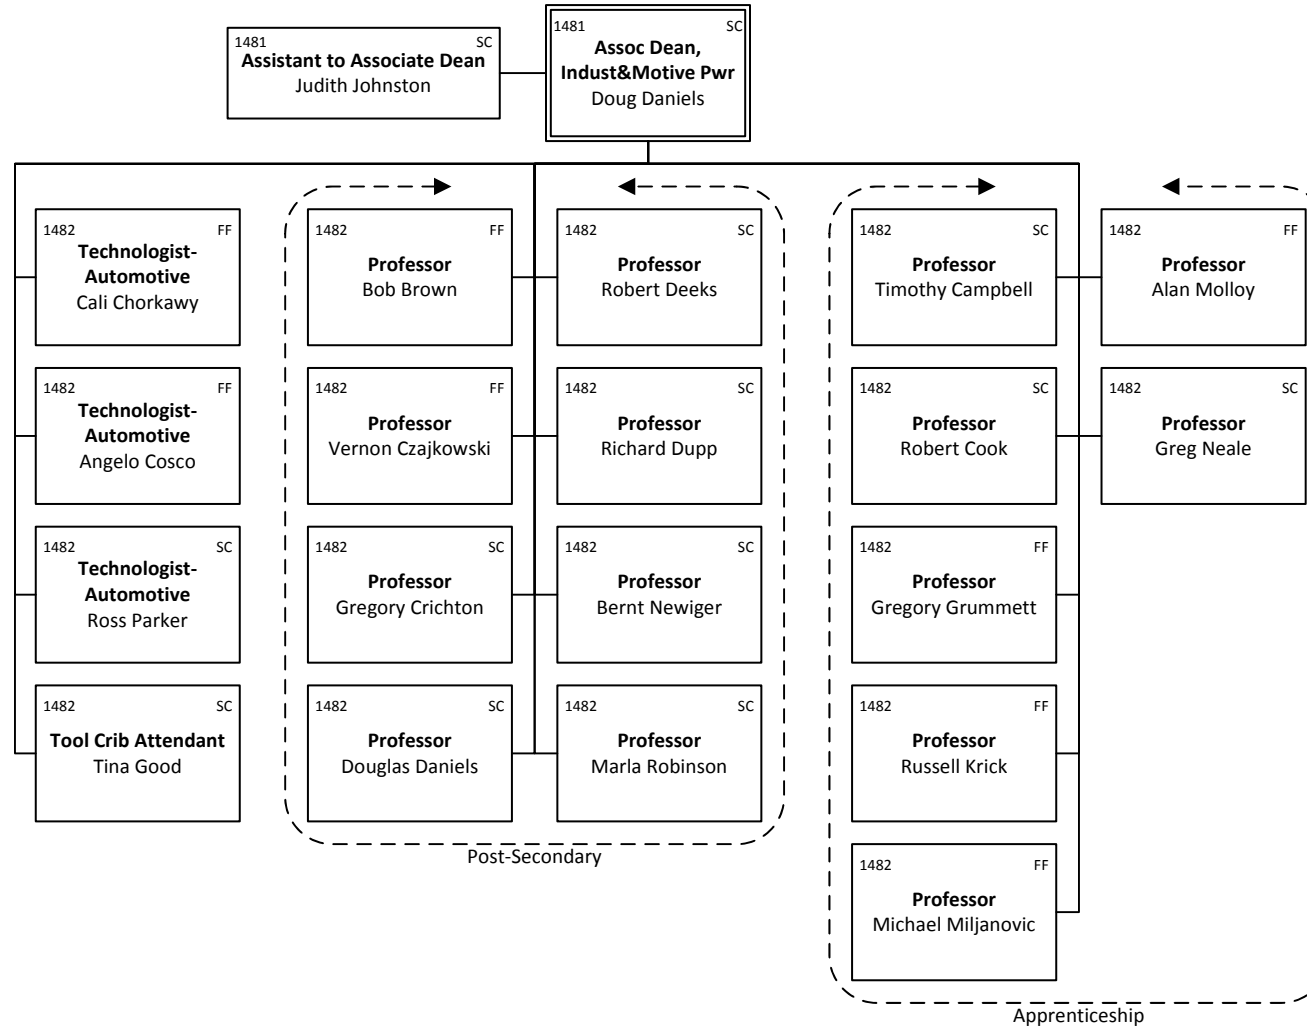 1481 SC
Assistant to Associate Dean
Judith Johnston
1481 SC
Assoc Dean,
Indust&Motive Pwr
Doug Daniels
1482 FF
Technologist-
Automotive
Cali Chorkawy
1482 FF
Technologist-
Automotive
Angelo Cosco
1482 SC
Technologist-
Automotive
Ross Parker
1482 SC
Tool Crib Attendant
Tina Good
1482 FF
Professor
Bob Brown
1482 FF
Professor
Vernon Czajkowski
1482 SC
Professor
Gregory Crichton
1482 SC
Professor
Douglas Daniels
1482 SC
Professor
Robert Deeks
1482 SC
Professor
Richard Dupp
1482 SC
Professor
Bernt Newiger
1482 SC
Professor
Marla Robinson
Post-Secondary
1482 SC
Professor
Timothy Campbell
1482 SC
Professor
Robert Cook
1482 FF
Professor
Gregory Grummett
1482 FF
Professor
Russell Krick
1482 FF
Professor
Michael Miljanovic
1482 FF
Professor
Alan Molloy
1482 SC
Professor
Greg Neale
Apprenticeship